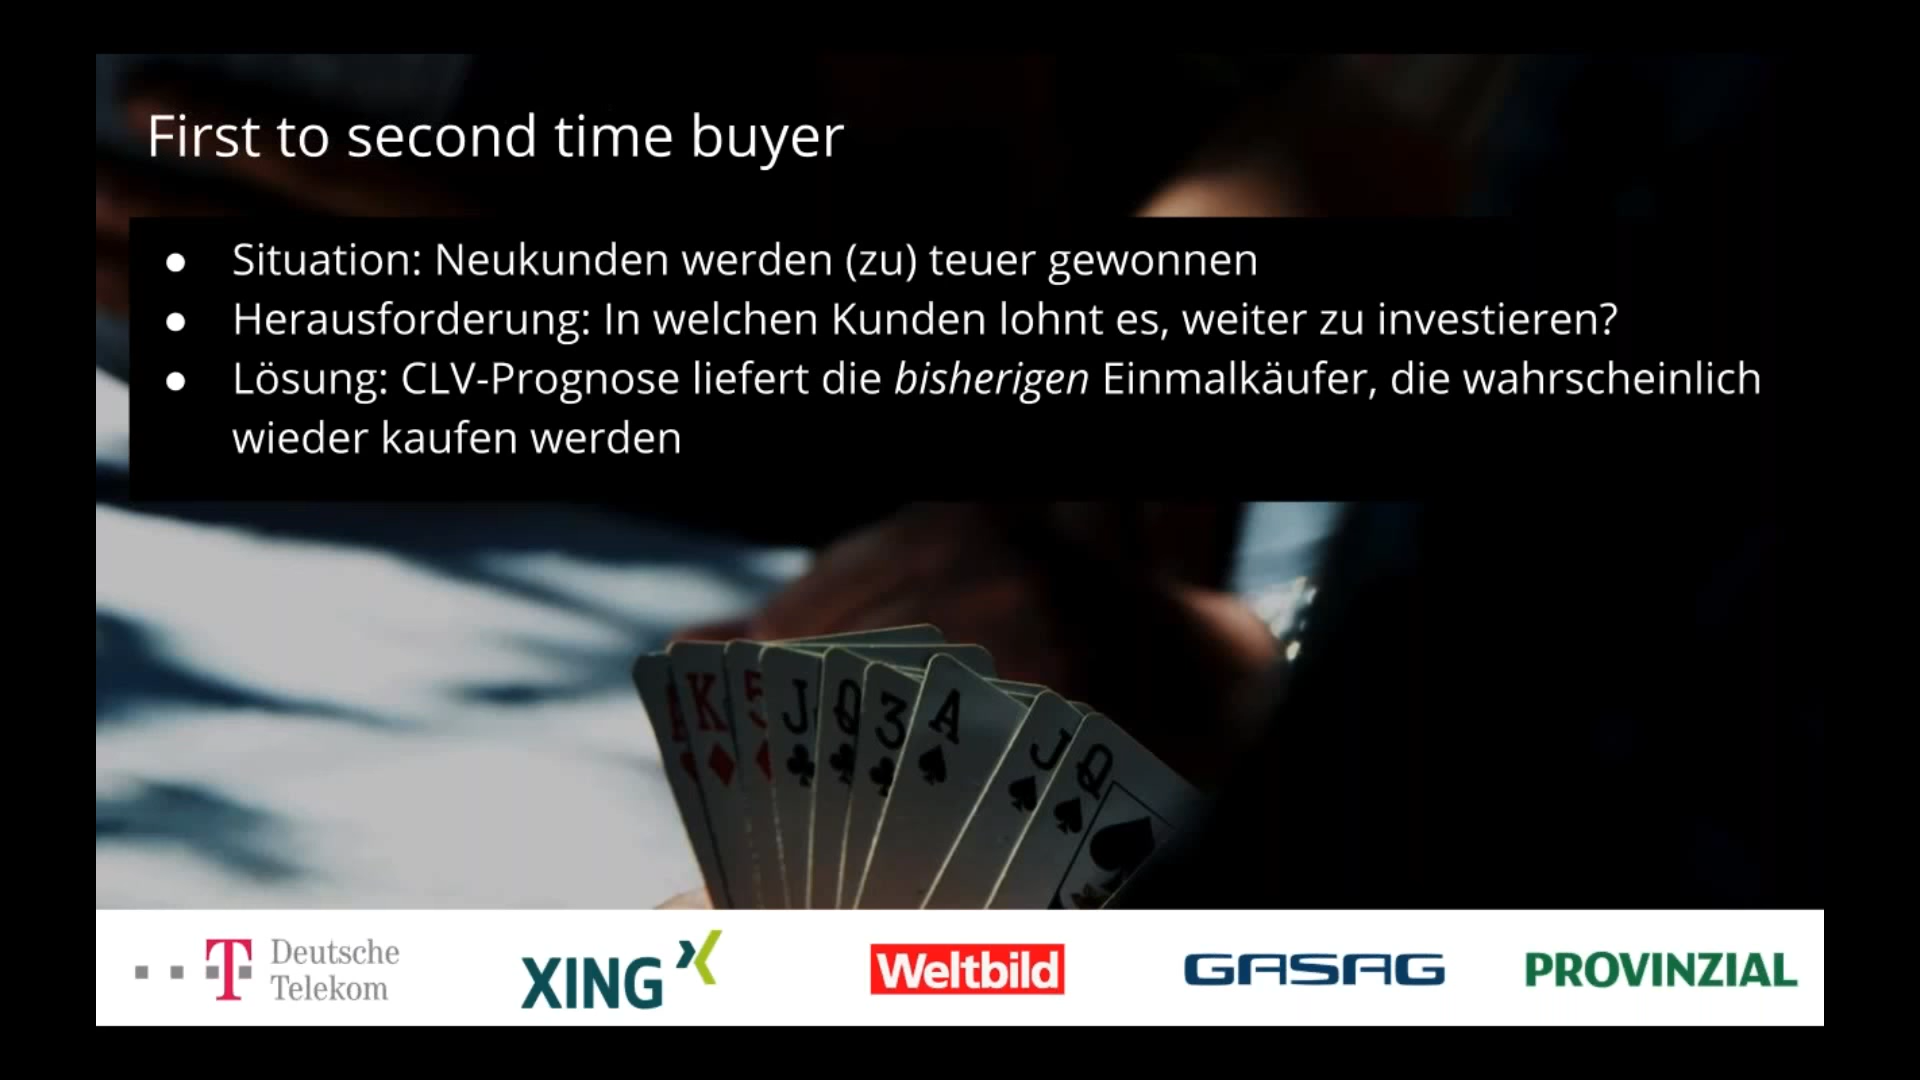 First to second time buyer
● Situation: Neukunden werden (zu) teuer gewonnen
● Herausforderung: In welchen Kunden lohnt es, weiter zu investieren?
● Lösung: CLV-Prognose liefert die bisherigen Einmalkäufer, die wahrscheinlich
wieder kaufen werden
K 5 J Q 3 A J Q
T Deutsche
Telekom
XING
Weltbild
GASAG
PROVINZIAL